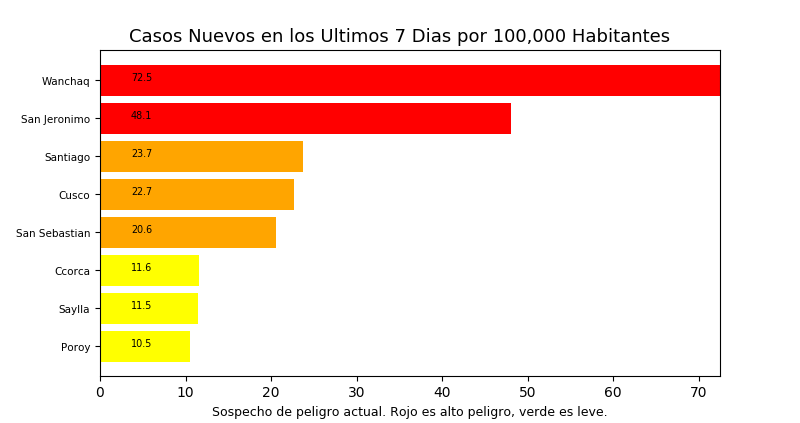 Casos Nuevos en los Ultimos 7 Dias por 100,000 Habitantes
Wanchaq 72.5
San Jeronimo 48.1
Santiago 23.7
Cusco 22.7
San Sebastian 20.6
Ccorca 11.6
Saylla 11.5
Poroy 10.5
0 10 20 30 40 50 60 70
Sospecho de peligro actual. Rojo es alto peligro, verde es leve.